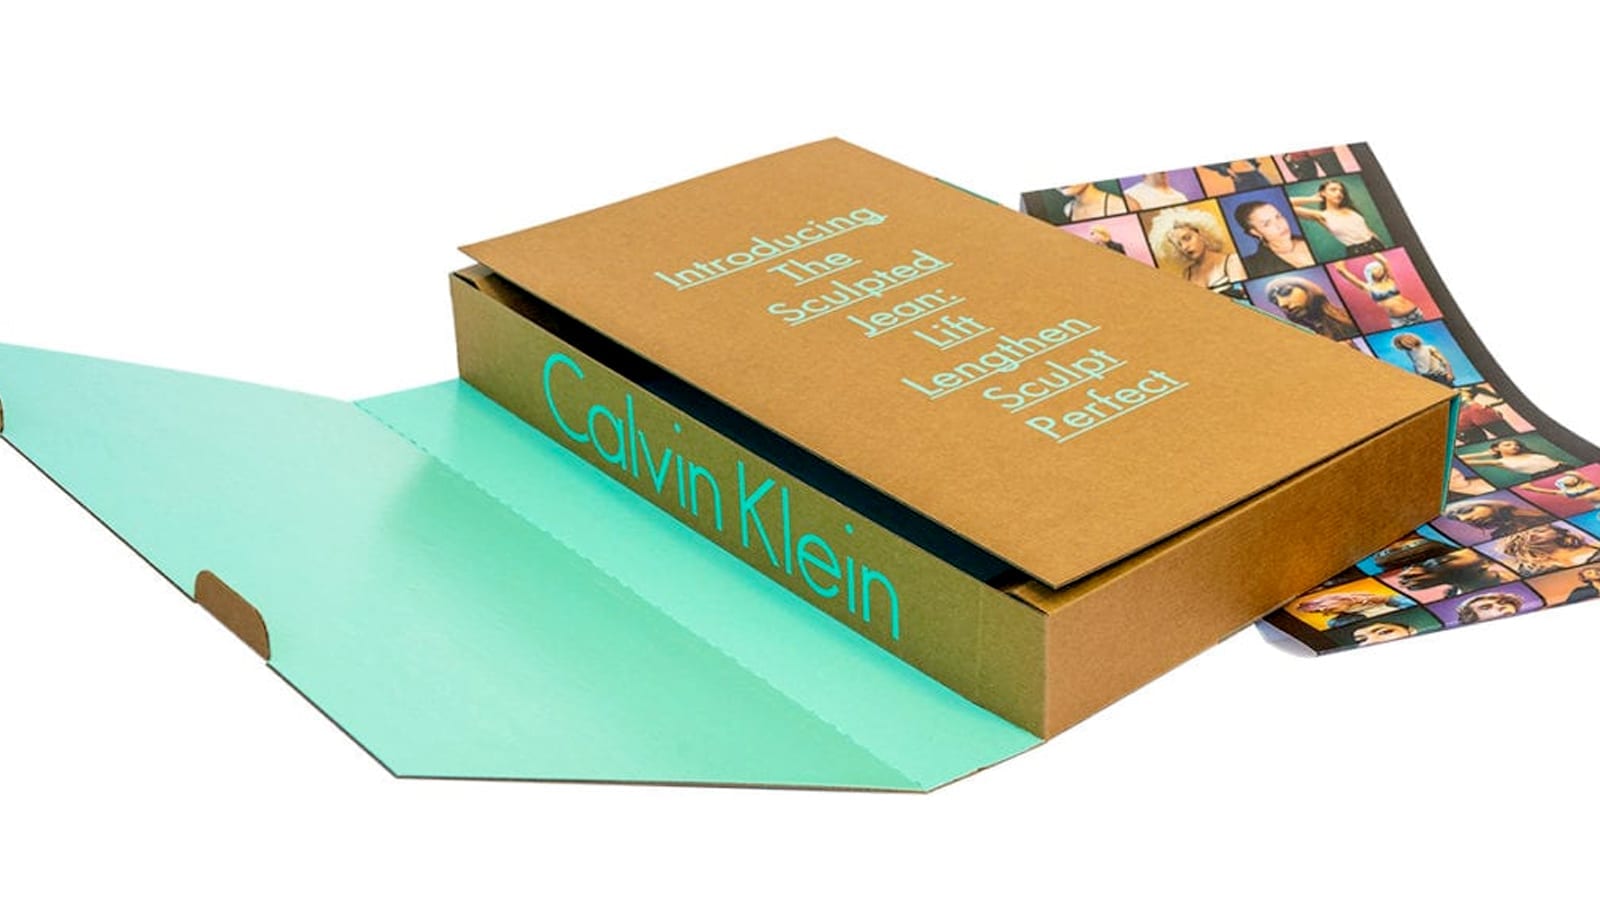 Introducing
The
Sculpted
Jean:
Lift
Lengthen
Sculpt
Perfect
Calvin Klein